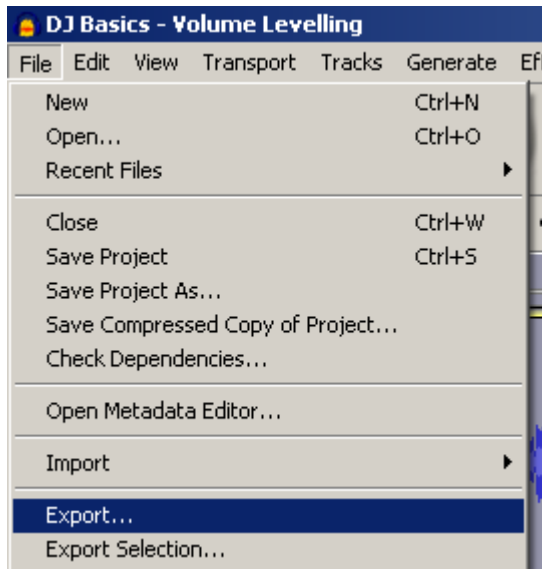 DJ Basics - Volume Levelling
File Edit View Transport Tracks Generate Ef
New Ctrl+N
Open... Ctrl+O
Recent Files
Close Ctrl+W
Save Project Ctrl+S
Save Project As...
Save Compressed Copy of Project...
Check Dependencies...
Open Metadata Editor...
Import
Export...
Export Selection...